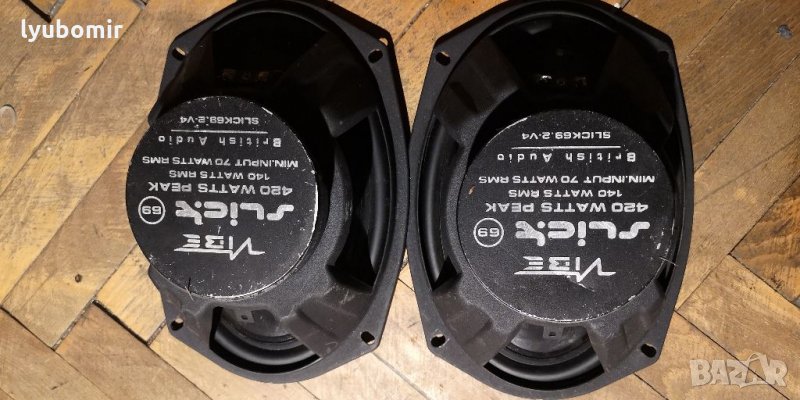 lyubomir
VIBE
SLICK 69
420 WATTS PEAK
140 WATTS RMS
MIN.INPUT 70 WATTS RMS
British Audio
SLICK69.2-V4
VIBE
SLICK 69
420 WATTS PEAK
140 WATTS RMS
MIN.INPUT 70 WATTS RMS
British Audio
SLICK69.2-V4
BAZAR